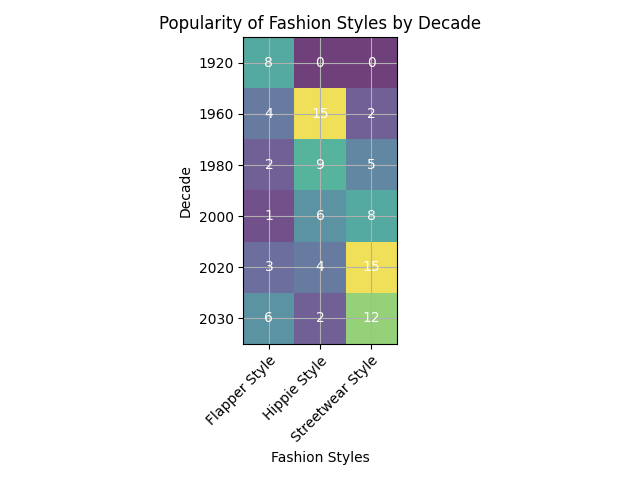 Popularity of Fashion Styles by Decade
1920 8 0 0
1960 4 15 2
1980 2 9 5
2000 1 6 8
2020 3 4 15
2030 6 2 12
Decade
Flapper Style
Hippie Style
Streetwear Style
Fashion Styles